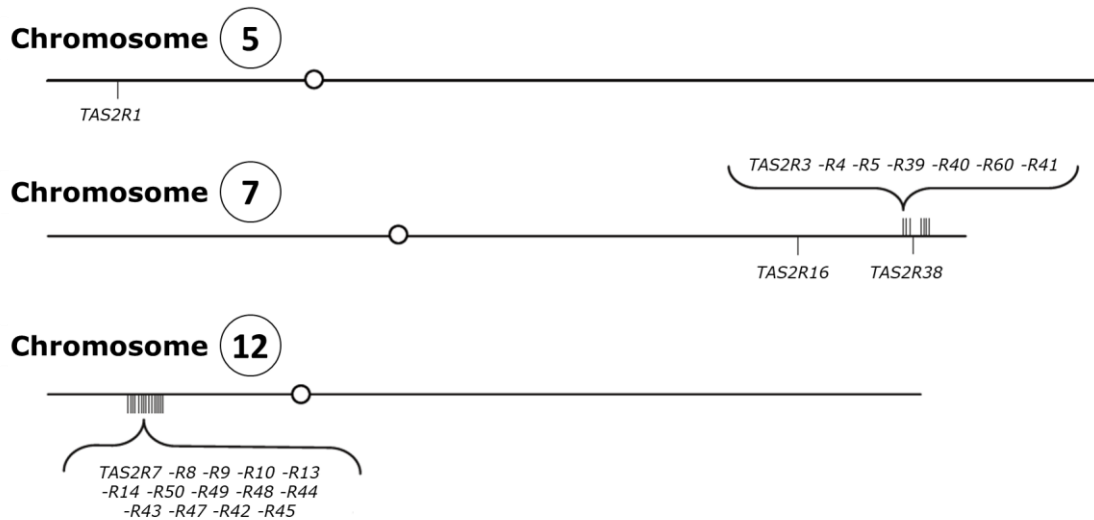 Chromosome 5
TAS2R1
TAS2R3 -R4 -R5 -R39 -R40 -R60 -R41
Chromosome 7
TAS2R16 TAS2R38
Chromosome 12
TAS2R7 -R8 -R9 -R10 -R13
-R14 -R50 -R49 -R48 -R44
-R43 -R47 -R42 -R45